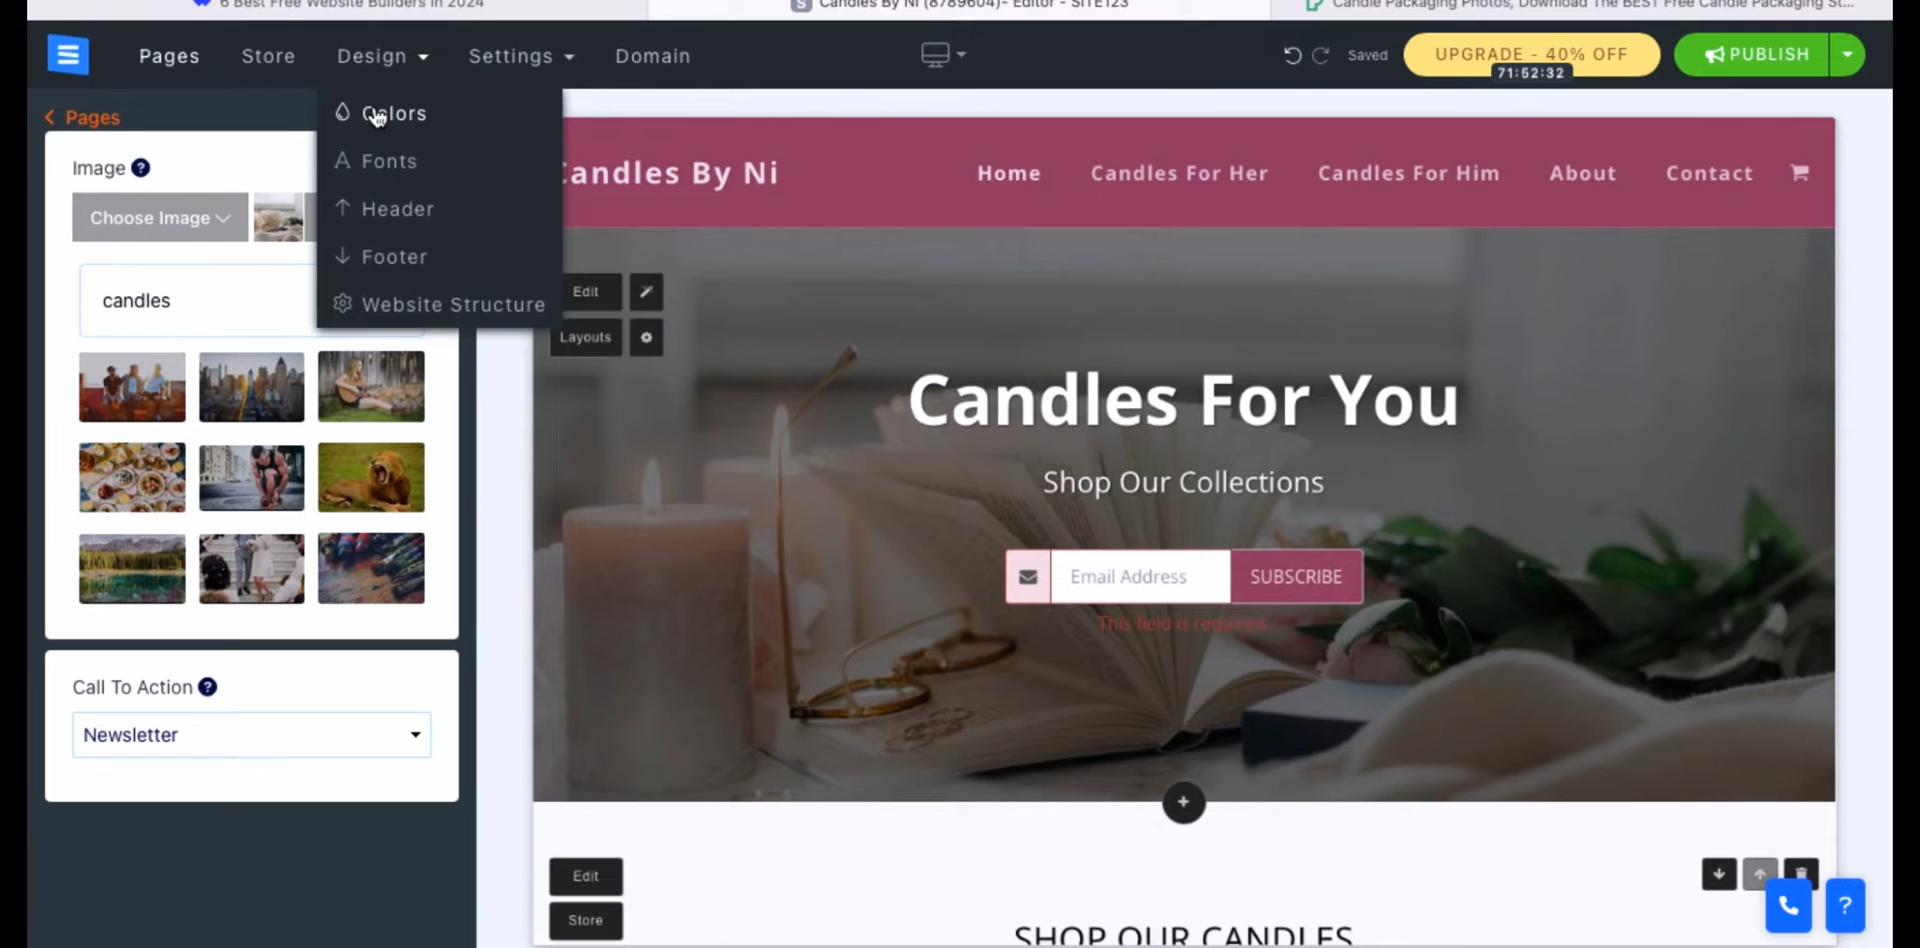 6 Best Free Website Builders in 2024
Candles By Ni (8789604)- Editor - SITE123
Candle Packaging Photos, Download The BEST Free Candle Packaging St...
Pages
Store
Design
Settings
Domain
Saved
UPGRADE - 40% OFF
71:52:32
PUBLISH
Colors
Fonts
Header
Footer
Website Structure
Pages
Image
Choose Image
candles
Call To Action
Newsletter
Candles By Ni
Home
Candles For Her
Candles For Him
About
Contact
Edit
Layouts
Candles For You
Shop Our Collections
Email Address
SUBSCRIBE
This field is required
Edit
Store
SHOP OUR CANDLES